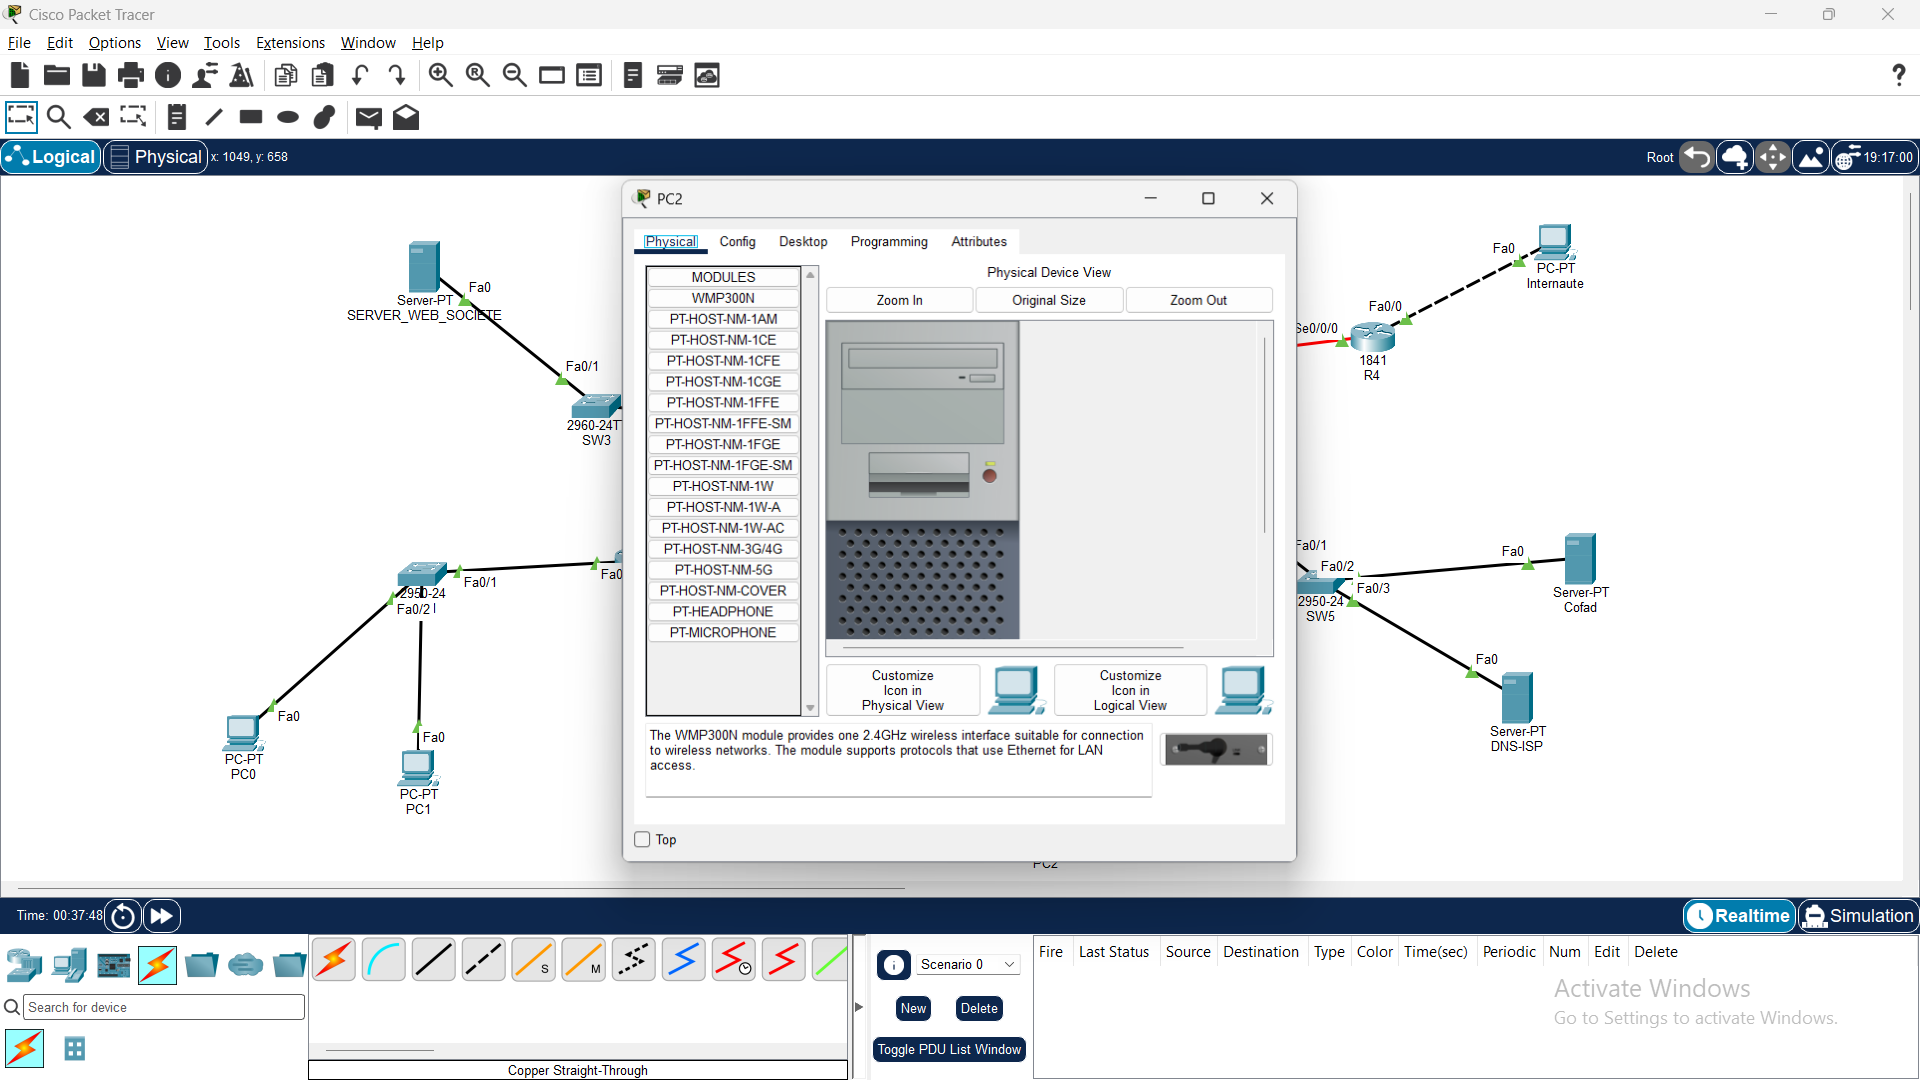 Cisco Packet Tracer
File Edit Options View Tools Extensions Window Help
Logical Physical x: 1049, y: 658 Root 19:17:00
Server-PT
SERVER_WEB_SOCIETE
Fa0
Fa0/1
2960-24T
SW3
2950-24
Fa0/2
Fa0/1
Fa0
Fa0
PC-PT
PC0
Fa0
PC-PT
PC1
PC2
Physical Config Desktop Programming Attributes
MODULES
WMP300N
PT-HOST-NM-1AM
PT-HOST-NM-1CE
PT-HOST-NM-1CFE
PT-HOST-NM-1CGE
PT-HOST-NM-1FFE
PT-HOST-NM-1FFE-SM
PT-HOST-NM-1FGE
PT-HOST-NM-1FGE-SM
PT-HOST-NM-1W
PT-HOST-NM-1W-A
PT-HOST-NM-1W-AC
PT-HOST-NM-3G/4G
PT-HOST-NM-5G
PT-HOST-NM-COVER
PT-HEADPHONE
PT-MICROPHONE
Physical Device View
Zoom In Original Size Zoom Out
Customize
Icon in
Physical View
Customize
Icon in
Logical View
The WMP300N module provides one 2.4GHz wireless interface suitable for connection
to wireless networks. The module supports protocols that use Ethernet for LAN
access.
Top
PC2
Fa0
PC-PT
Internaute
Fa0/0
Se0/0/0
1841
R4
Fa0/1
Fa0/2
Fa0/3
2950-24
SW5
Fa0
Server-PT
Cofad
Fa0
Server-PT
DNS-ISP
Time: 00:37:48 Realtime Simulation
Search for device
S
M
Copper Straight-Through
Scenario 0
New Delete
Toggle PDU List Window
Fire Last Status Source Destination Type Color Time(sec) Periodic Num Edit Delete
Activate Windows
Go to Settings to activate Windows.